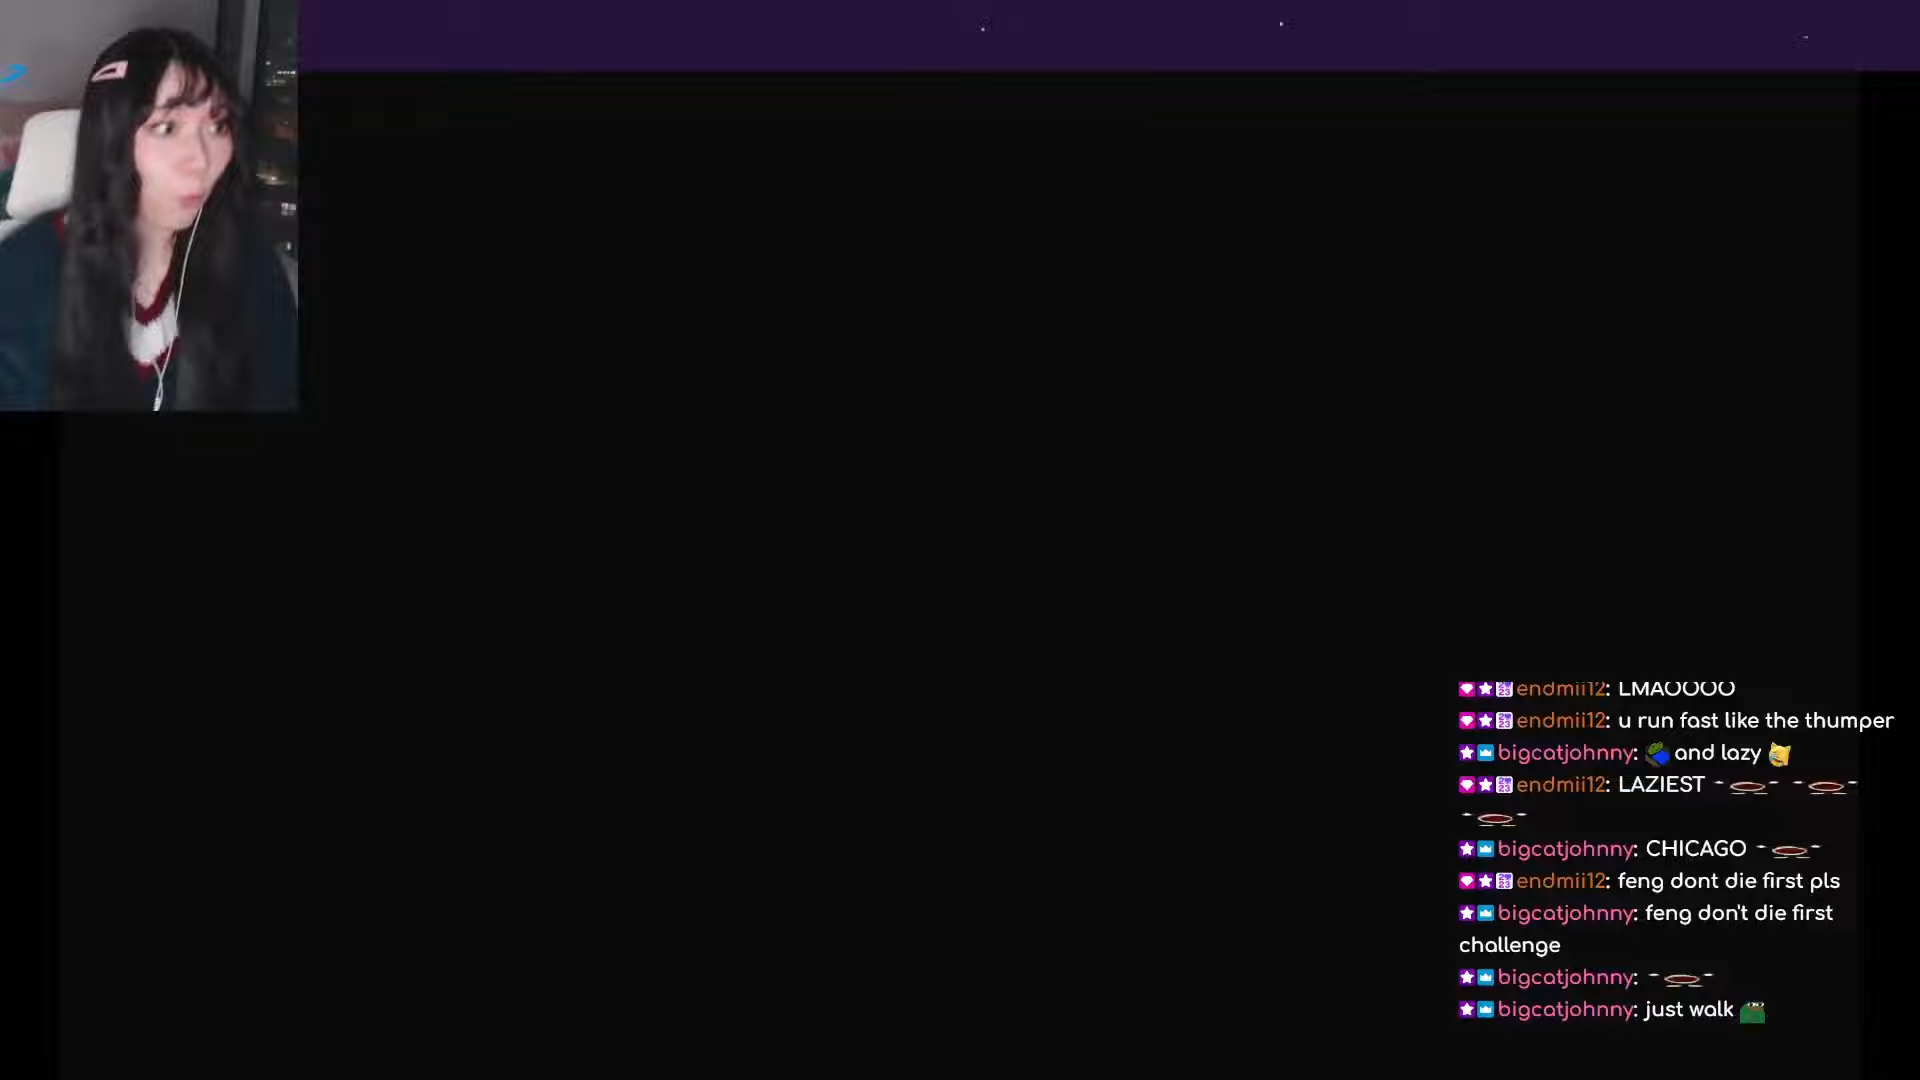 endmii12: LMAOOOO
endmii12: u run fast like the thumper
bigcatjohnny: and lazy
endmii12: LAZIEST
bigcatjohnny: CHICAGO
endmii12: feng dont die first pls
bigcatjohnny: feng don't die first
challenge
bigcatjohnny:
bigcatjohnny: just walk